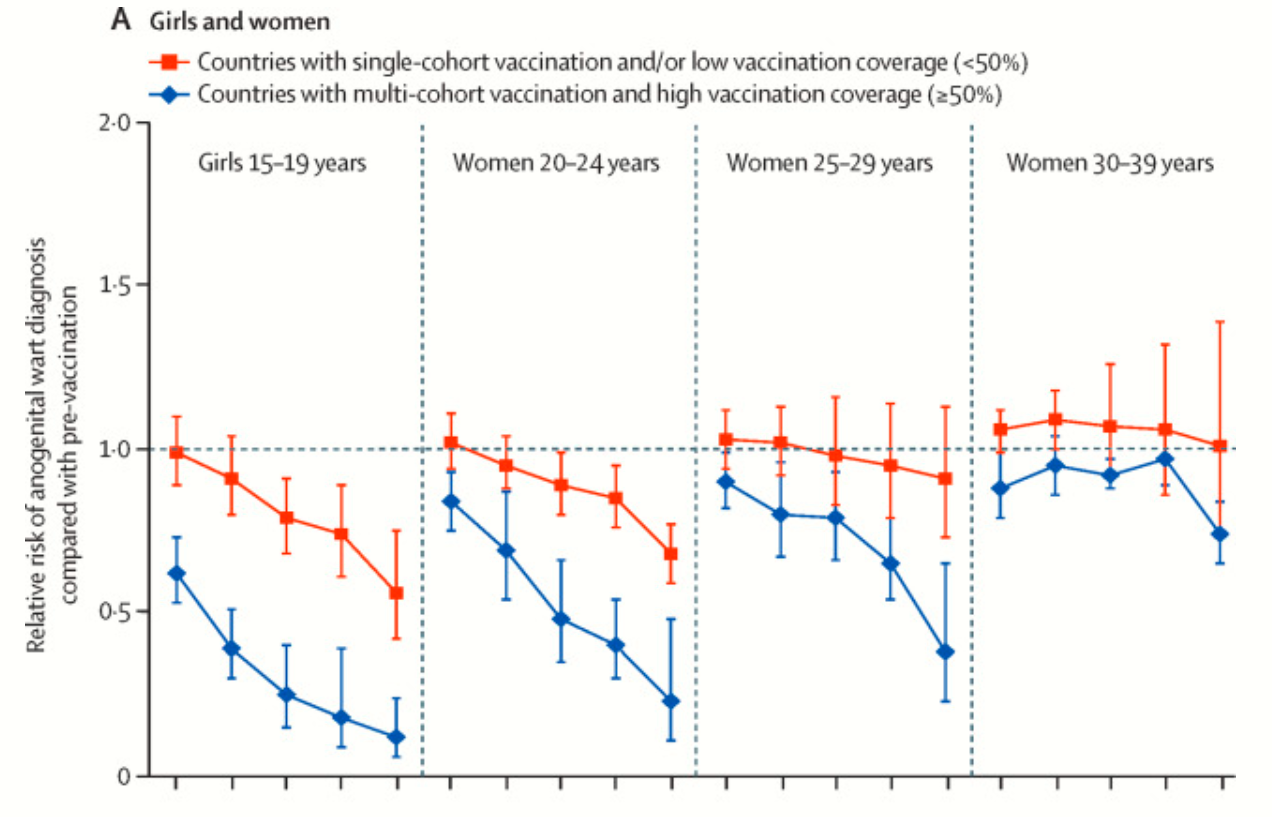 A Girls and women
Countries with single-cohort vaccination and/or low vaccination coverage (<50%)
Countries with multi-cohort vaccination and high vaccination coverage (≥50%)
2·0
Girls 15–19 years
Women 20–24 years
Women 25–29 years
Women 30–39 years
1·5
1·0
0·5
0
Relative risk of anogenital wart diagnosis
compared with pre-vaccination